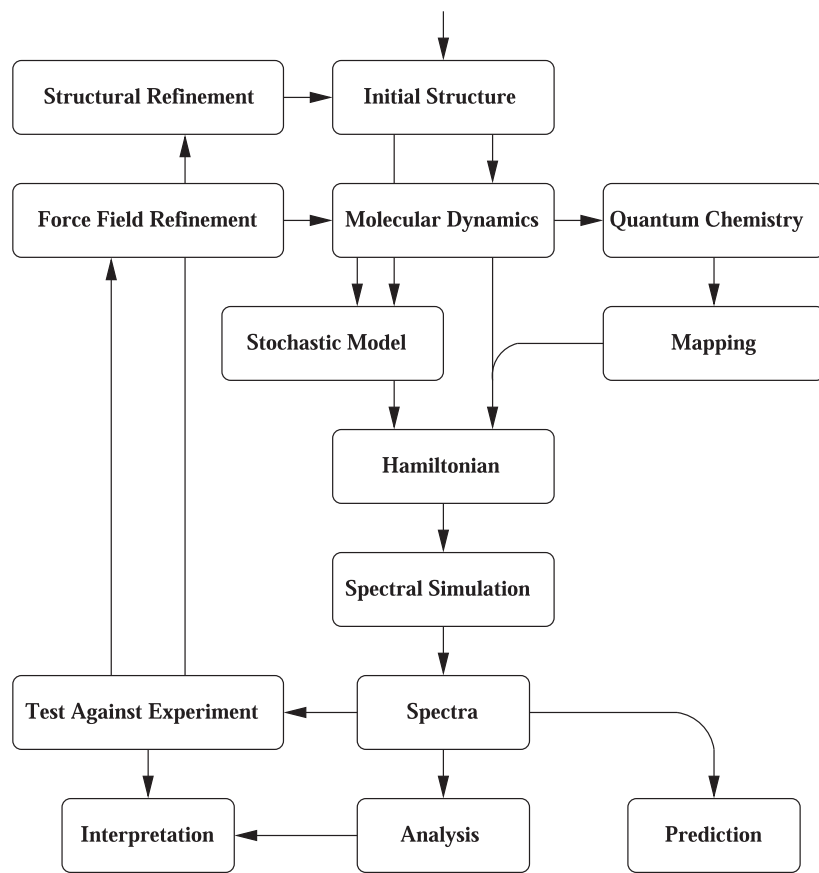 Structural Refinement
Initial Structure
Force Field Refinement
Molecular Dynamics
Quantum Chemistry
Stochastic Model
Mapping
Hamiltonian
Spectral Simulation
Test Against Experiment
Spectra
Interpretation
Analysis
Prediction